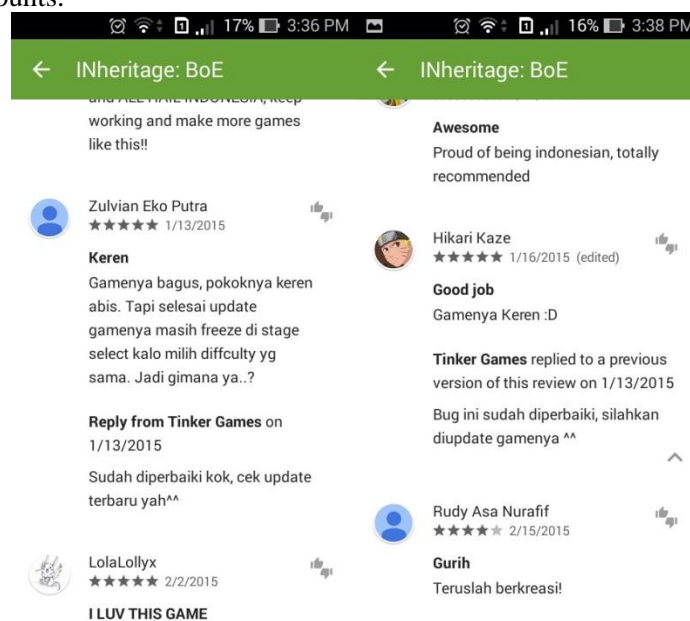 17% 3:36 PM
INheritage: BoE
and ALL HAIL INDONESIA, keep
working and make more games
like this!!
Zulvian Eko Putra
1/13/2015
Keren
Gamenya bagus, pokoknya keren
abis. Tapi selesai update
gamenya masih freeze di stage
select kalo milih diffculty yg
sama. Jadi gimana ya..?
Reply from Tinker Games on
1/13/2015
Sudah diperbaiki kok, cek update
terbaru yah^^
LolaLollyx
2/2/2015
I LUV THIS GAME
1 16% 3:38 PM
INheritage: BoE
Awesome
Proud of being indonesian, totally
recommended
Hikari Kaze
1/16/2015 (edited)
Good job
Gamenya Keren :D
Tinker Games replied to a previous
version of this review on 1/13/2015
Bug ini sudah diperbaiki, silahkan
diupdate gamenya ^^
Rudy Asa Nurafif
2/15/2015
Gurih
Teruslah berkreasi!